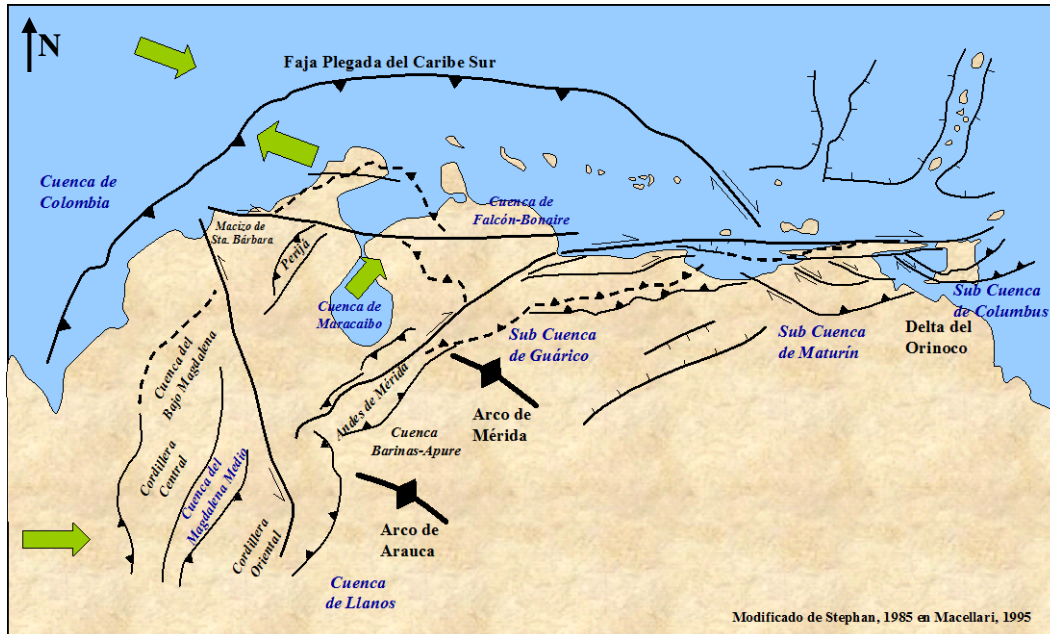 N
Faja Plegada del Caribe Sur
Cuenca de
Colombia
Macizo de
Sta. Bárbara
Perijá
Cuenca de
Falcón-Bonaire
Cuenca de
Maracaibo
Sub Cuenca
de Guárico
Sub Cuenca
de Maturín
Sub Cuenca
de Columbus
Delta del
Orinoco
Cuenca del
Bajo Magdalena
Andes de Mérida
Arco de
Mérida
Cuenca
Barinas-Apure
Cordillera
Central
Cuenca del
Magdalena Medio
Cordillera
Oriental
Arco de
Arauca
Cuenca
de Llanos
Modificado de Stephan, 1985 en Macellari, 1995